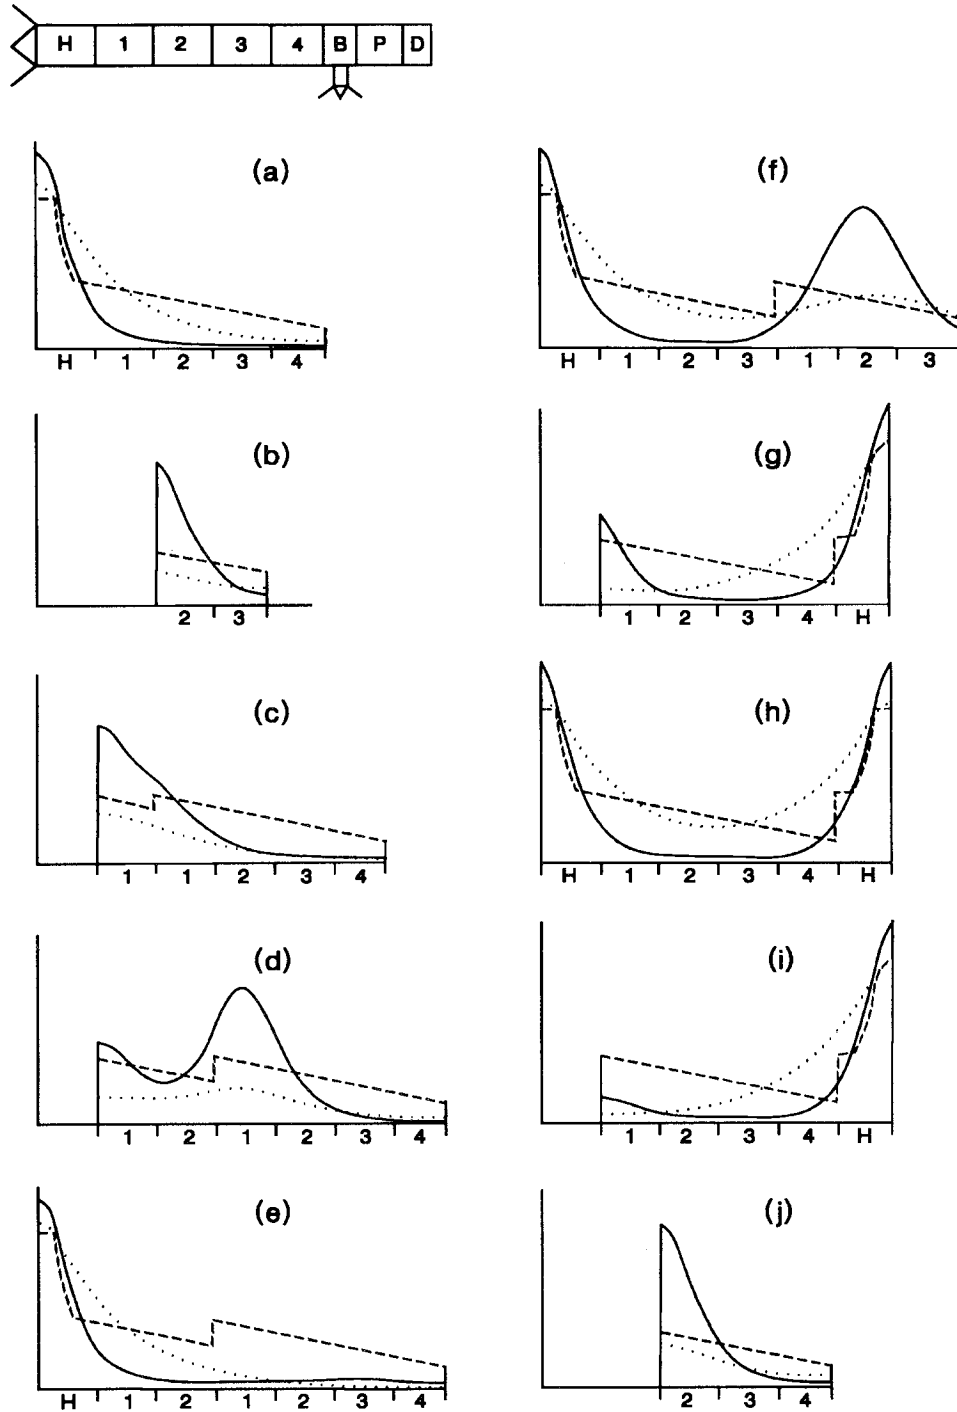 H 1 2 3 4 B P D
(a)
H 1 2 3 4
(b)
2 3
(c)
1 1 2 3 4
(d)
1 2 1 2 3 4
(e)
H 1 2 1 2 3 4
(f)
H 1 2 3 1 2 3
(g)
1 2 3 4 H
(h)
H 1 2 3 4 H
(i)
1 2 3 4 H
(j)
2 3 4